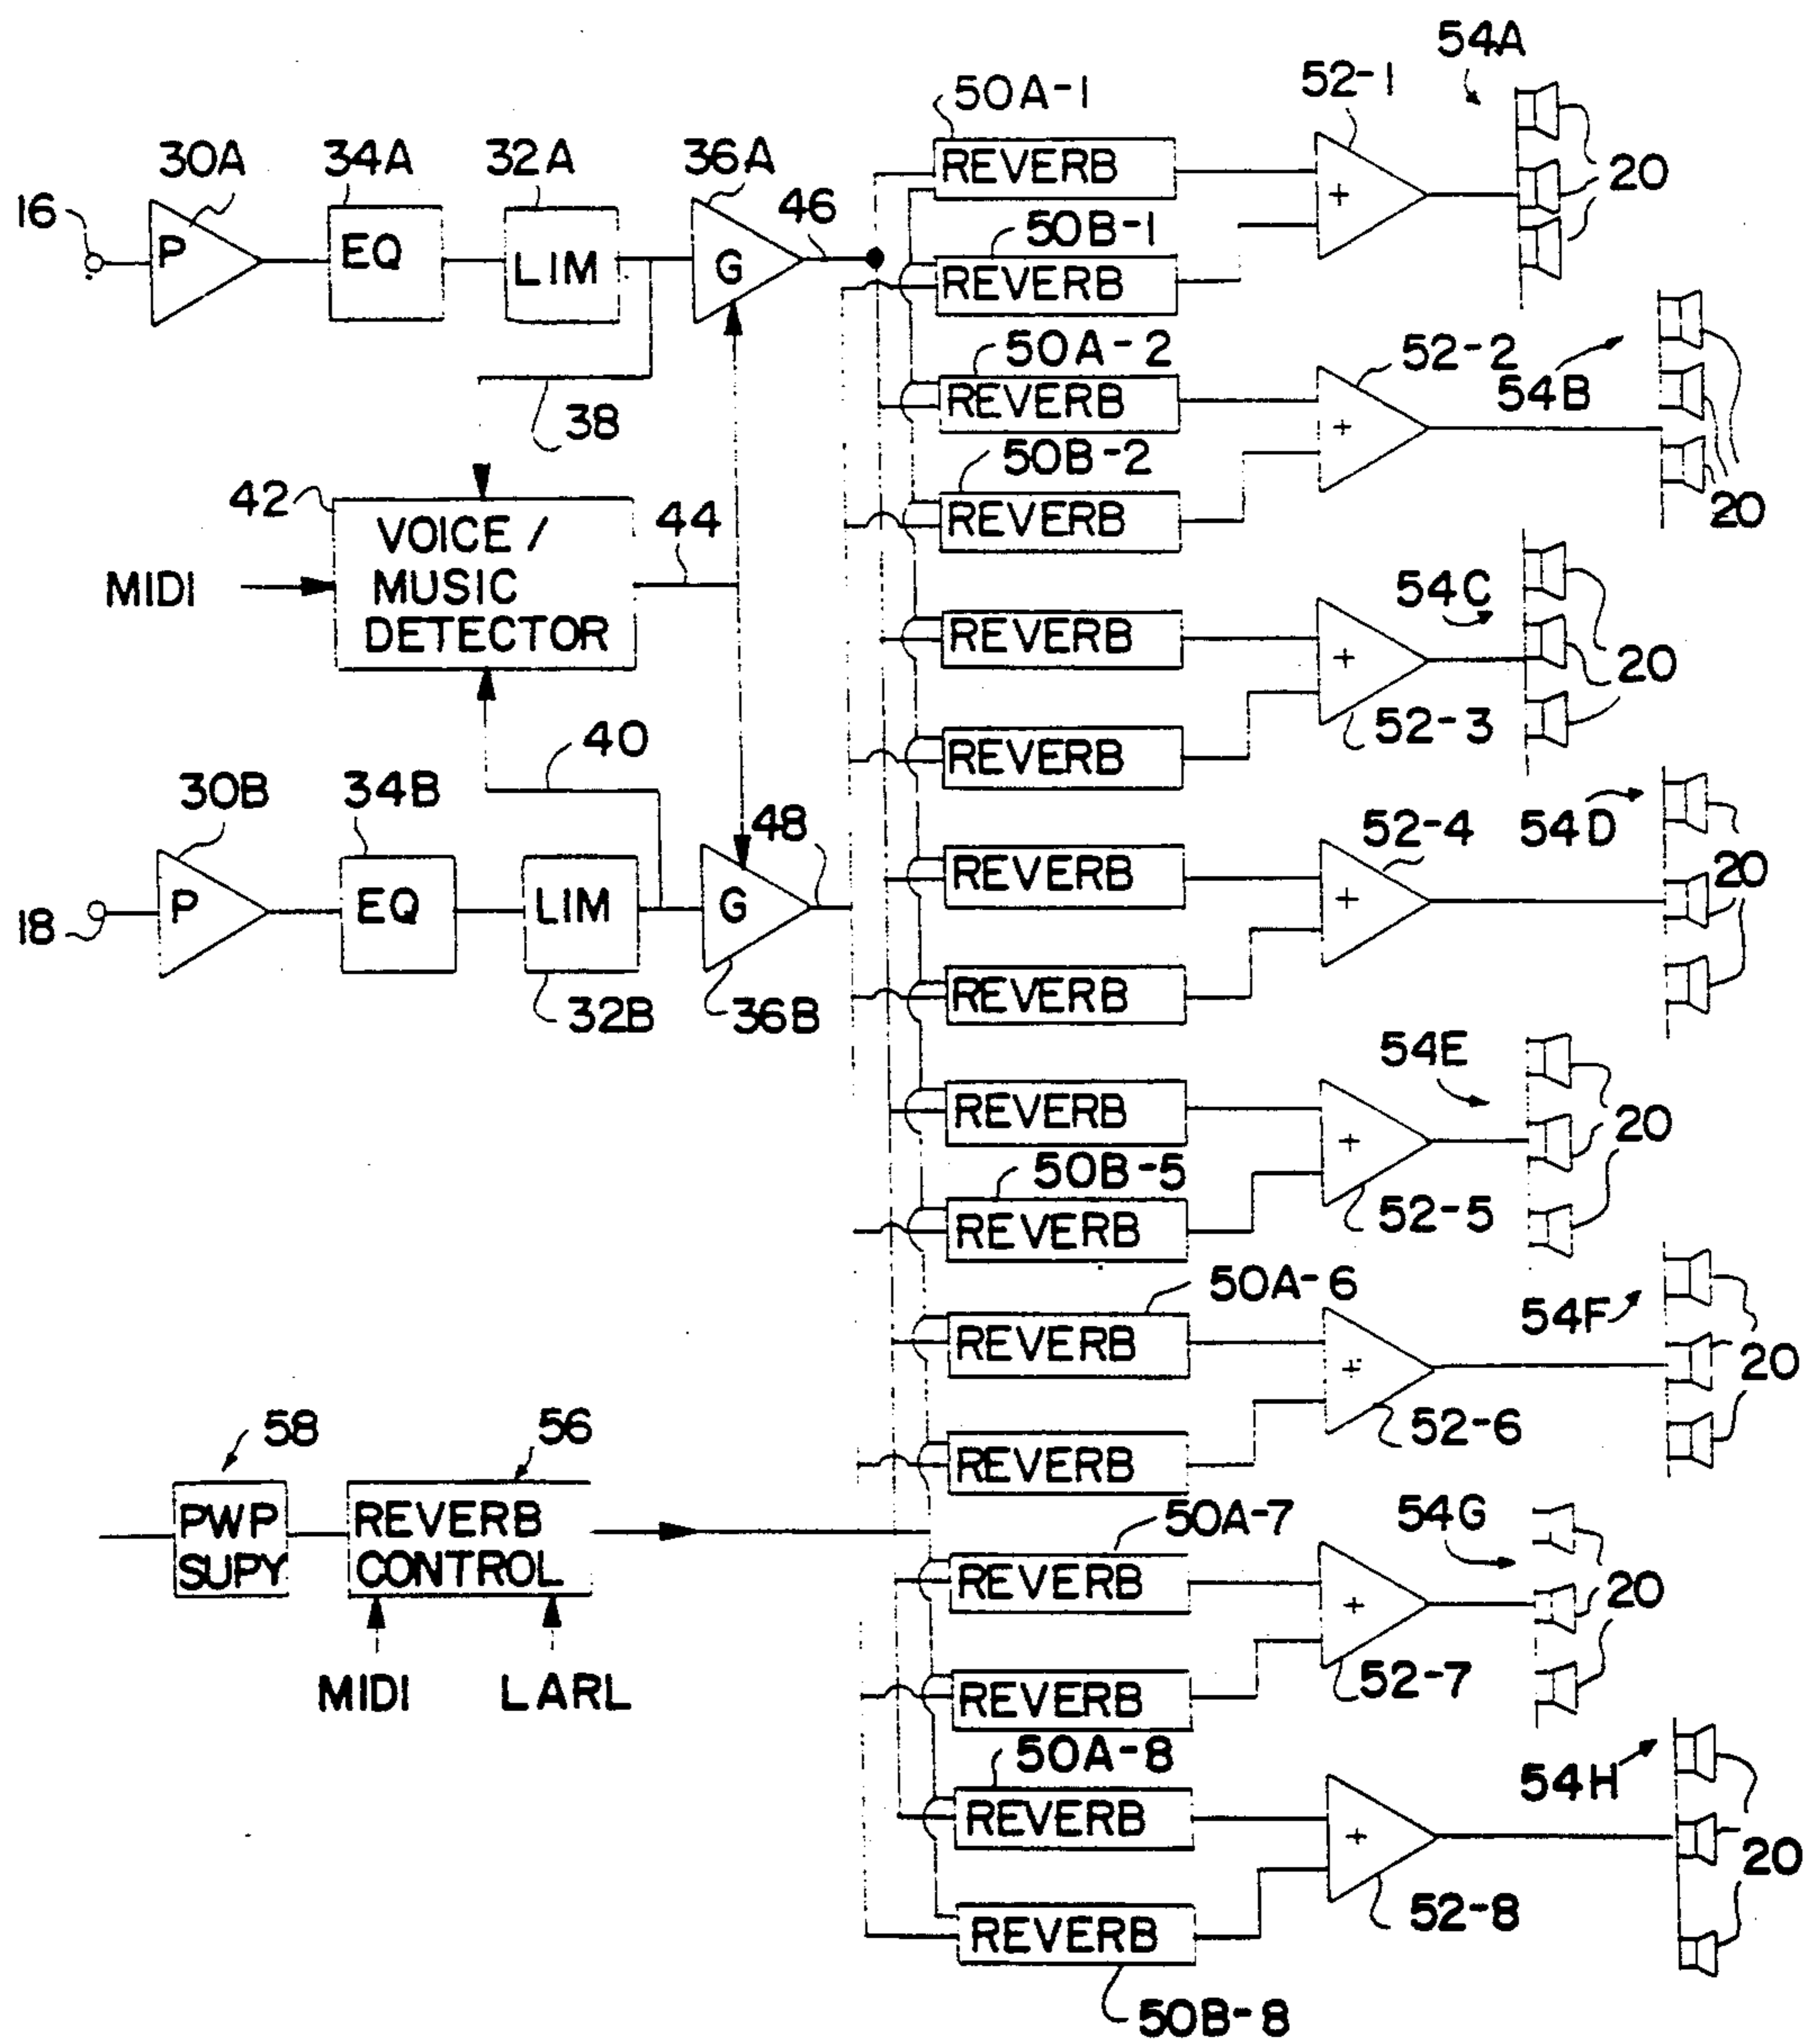 54A
52-1
50A-1
30A
34A
32A
36A
46
16
P
EQ
LIM
G
REVERB
+
20
50B-1
REVERB
50A-2
52-2
54B
38
REVERB
+
50B-2
20
42
44
REVERB
VOICE /
MUSIC
DETECTOR
MIDI
54C
REVERB
+
20
52-3
40
REVERB
30B
34B
48
52-4
54D
REVERB
+
20
18
P
EQ
LIM
G
32B
36B
REVERB
54E
REVERB
+
20
50B-5
52-5
REVERB
50A-6
54F
REVERB
+
20
58
56
52-6
REVERB
PWP
SUPY
REVERB
CONTROL
50A-7
54G
REVERB
+
20
MIDI
LARL
52-7
REVERB
50A-8
54H
REVERB
+
20
52-8
REVERB
50B-8